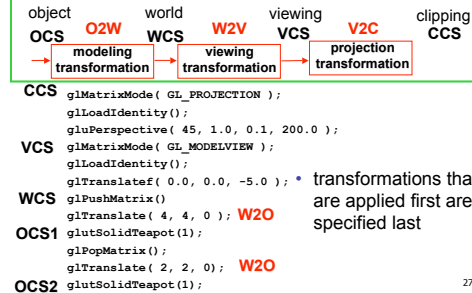 object world viewing clipping
OCS O2W WCS W2V VCS V2C CCS
modeling transformation viewing transformation projection transformation
CCS glMatrixMode( GL_PROJECTION );
glLoadIdentity();
gluPerspective( 45, 1.0, 0.1, 200.0 );
VCS glMatrixMode( GL_MODELVIEW );
glLoadIdentity();
glTranslatef( 0.0, 0.0, -5.0 );
WCS glPushMatrix()
glTranslate( 4, 4, 0 ); W2O
OCS1 glutSolidTeapot(1);
glPopMatrix();
glTranslate( 2, 2, 0); W2O
OCS2 glutSolidTeapot(1);
• transformations tha
are applied first are
specified last
27